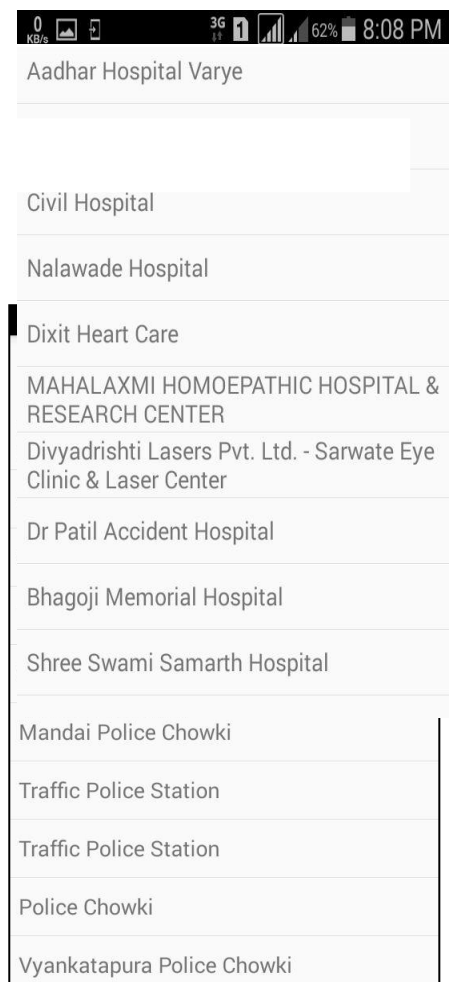 0
KB/s
3G
1
62%
8:08 PM
Aadhar Hospital Varye
Civil Hospital
Nalawade Hospital
Dixit Heart Care
MAHALAXMI HOMOEPATHIC HOSPITAL &
RESEARCH CENTER
Divyadrishti Lasers Pvt. Ltd. - Sarwate Eye
Clinic & Laser Center
Dr Patil Accident Hospital
Bhagoji Memorial Hospital
Shree Swami Samarth Hospital
Mandai Police Chowki
Traffic Police Station
Traffic Police Station
Police Chowki
Vyankatapura Police Chowki